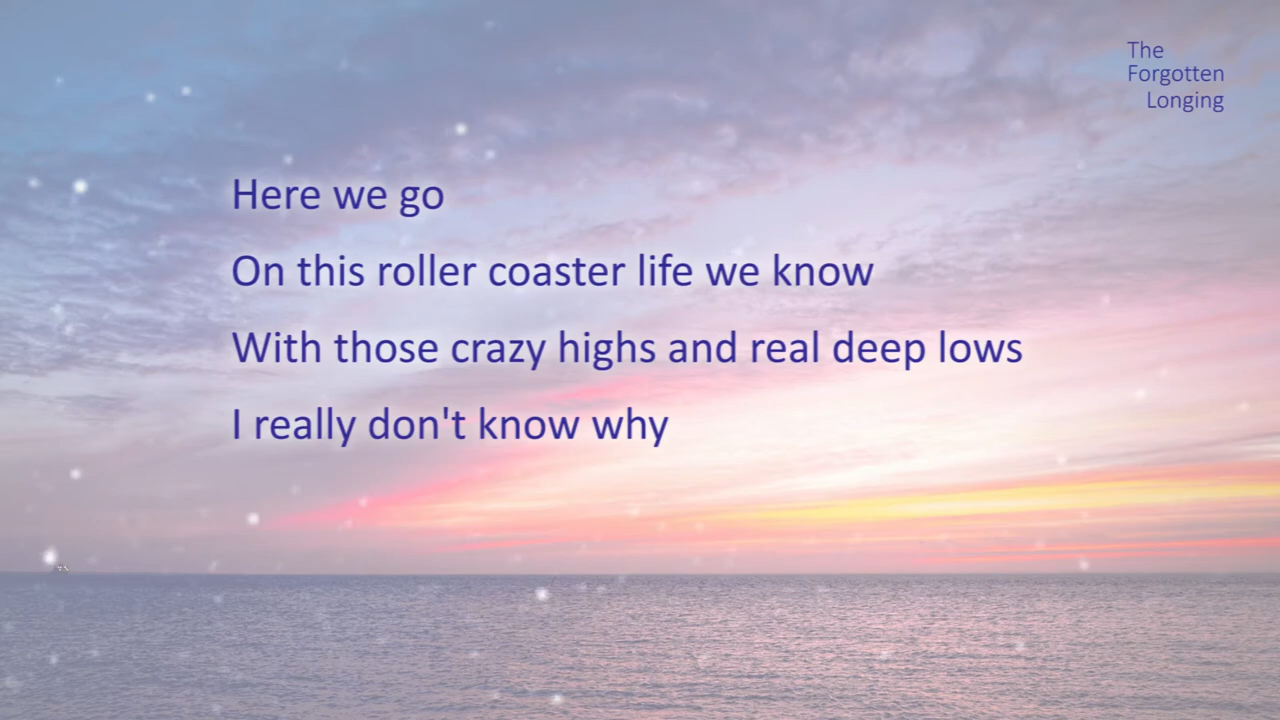 The
Forgotten
Longing
Here we go
On this roller coaster life we know
With those crazy highs and real deep lows
I really don't know why